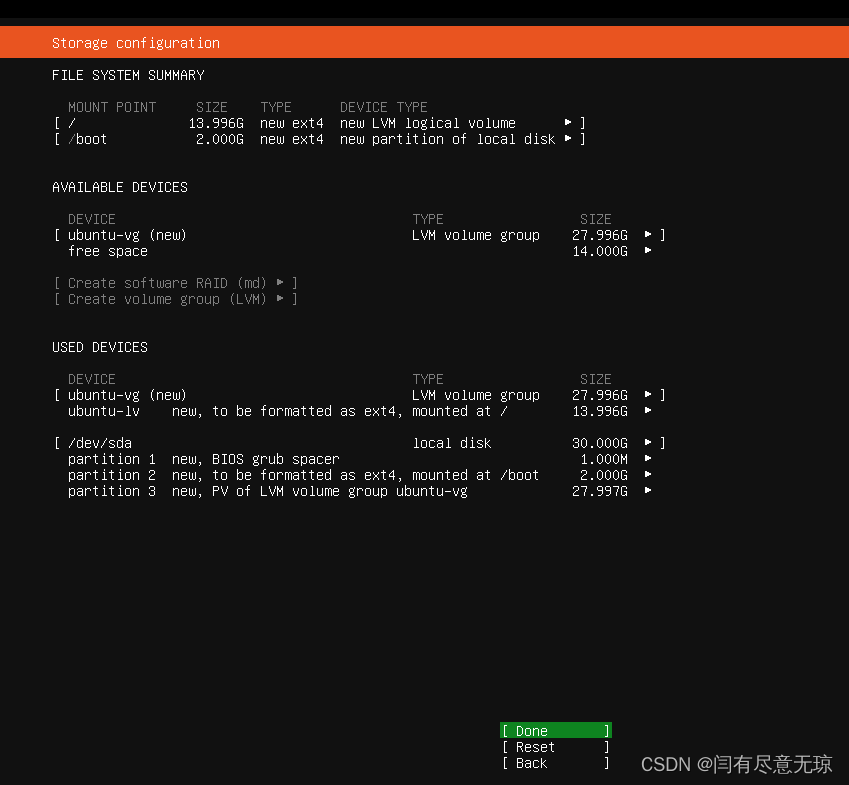 Storage configuration
FILE SYSTEM SUMMARY
MOUNT POINT SIZE TYPE DEVICE TYPE
[ / 13.996G new ext4 new LVM logical volume ▸ ]
[ /boot 2.000G new ext4 new partition of local disk ▸ ]
AVAILABLE DEVICES
DEVICE TYPE SIZE
[ ubuntu-vg (new) LVM volume group 27.996G ▸ ]
free space 14.000G ▸
[ Create software RAID (md) ▸ ]
[ Create volume group (LVM) ▸ ]
USED DEVICES
DEVICE TYPE SIZE
[ ubuntu-vg (new) LVM volume group 27.996G ▸ ]
ubuntu-lv new, to be formatted as ext4, mounted at / 13.996G ▸
[ /dev/sda local disk 30.000G ▸ ]
partition 1 new, BIOS grub spacer 1.000M ▸
partition 2 new, to be formatted as ext4, mounted at /boot 2.000G ▸
partition 3 new, PV of LVM volume group ubuntu-vg 27.997G ▸
[ Done ]
[ Reset ]
[ Back ]
CSDN @闫有尽意无琼